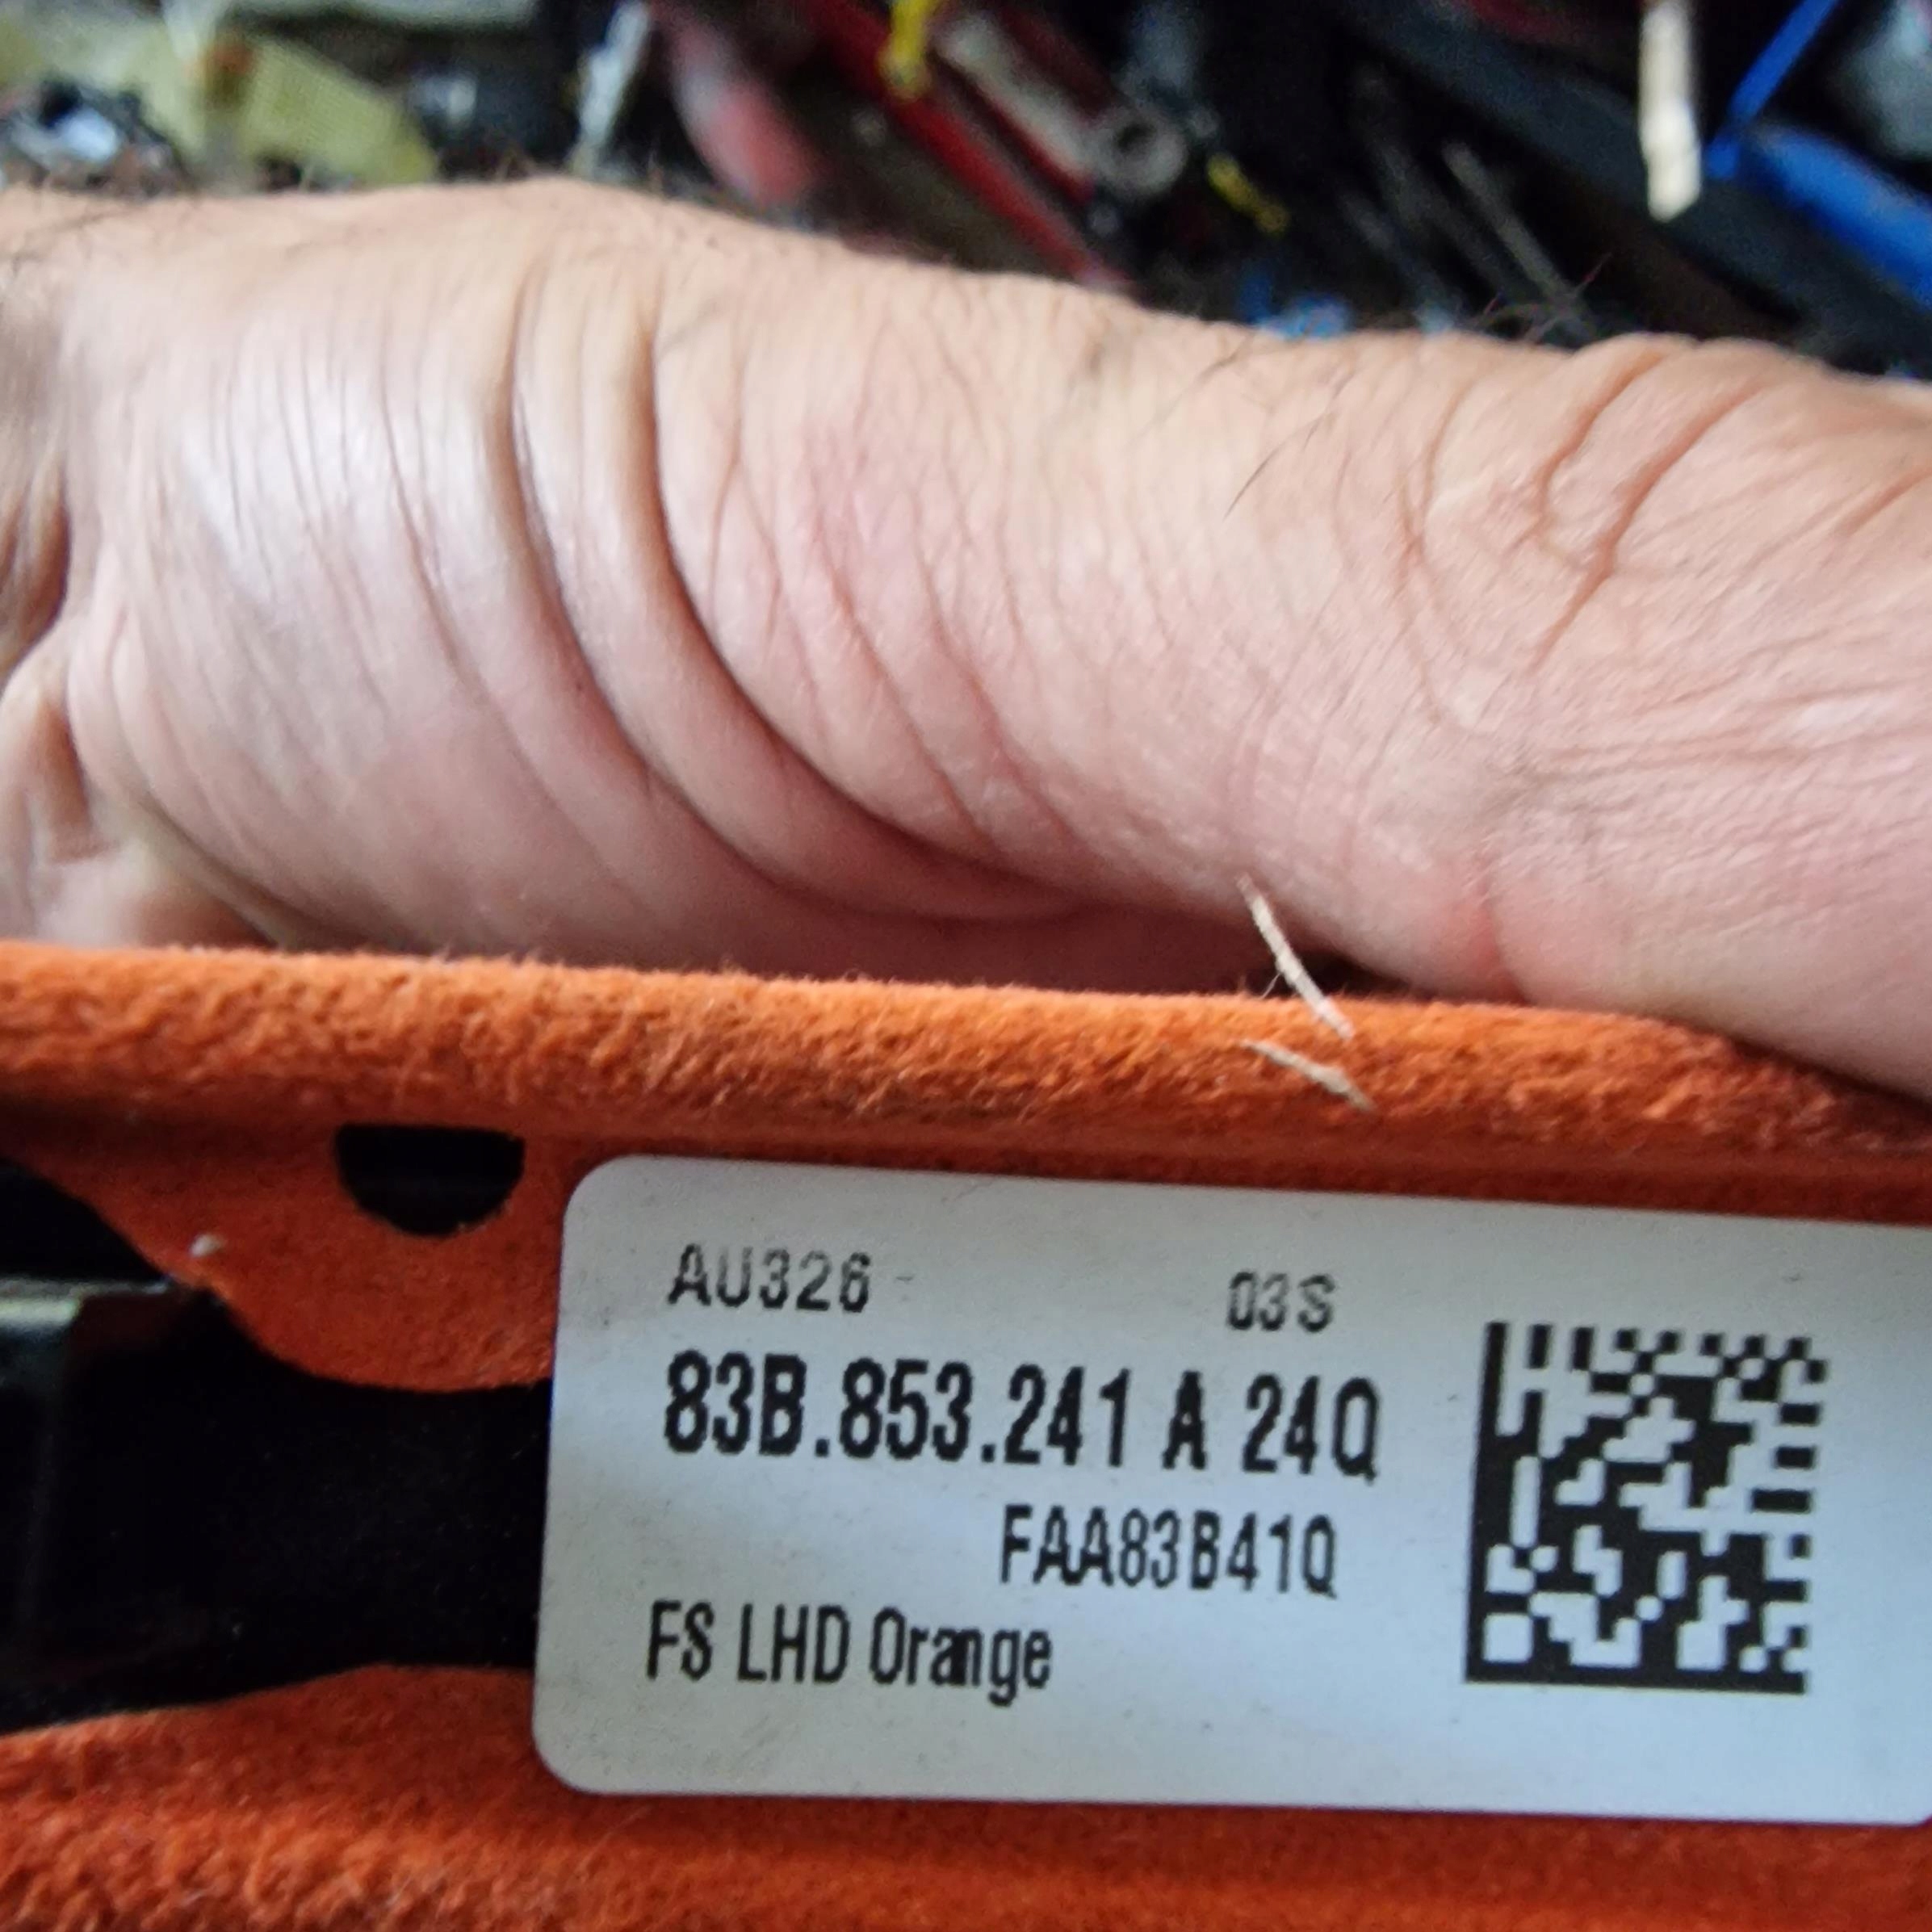 AU326 03S
83B.853.241 A 24Q
FAA83B41Q
FS LHD Orange